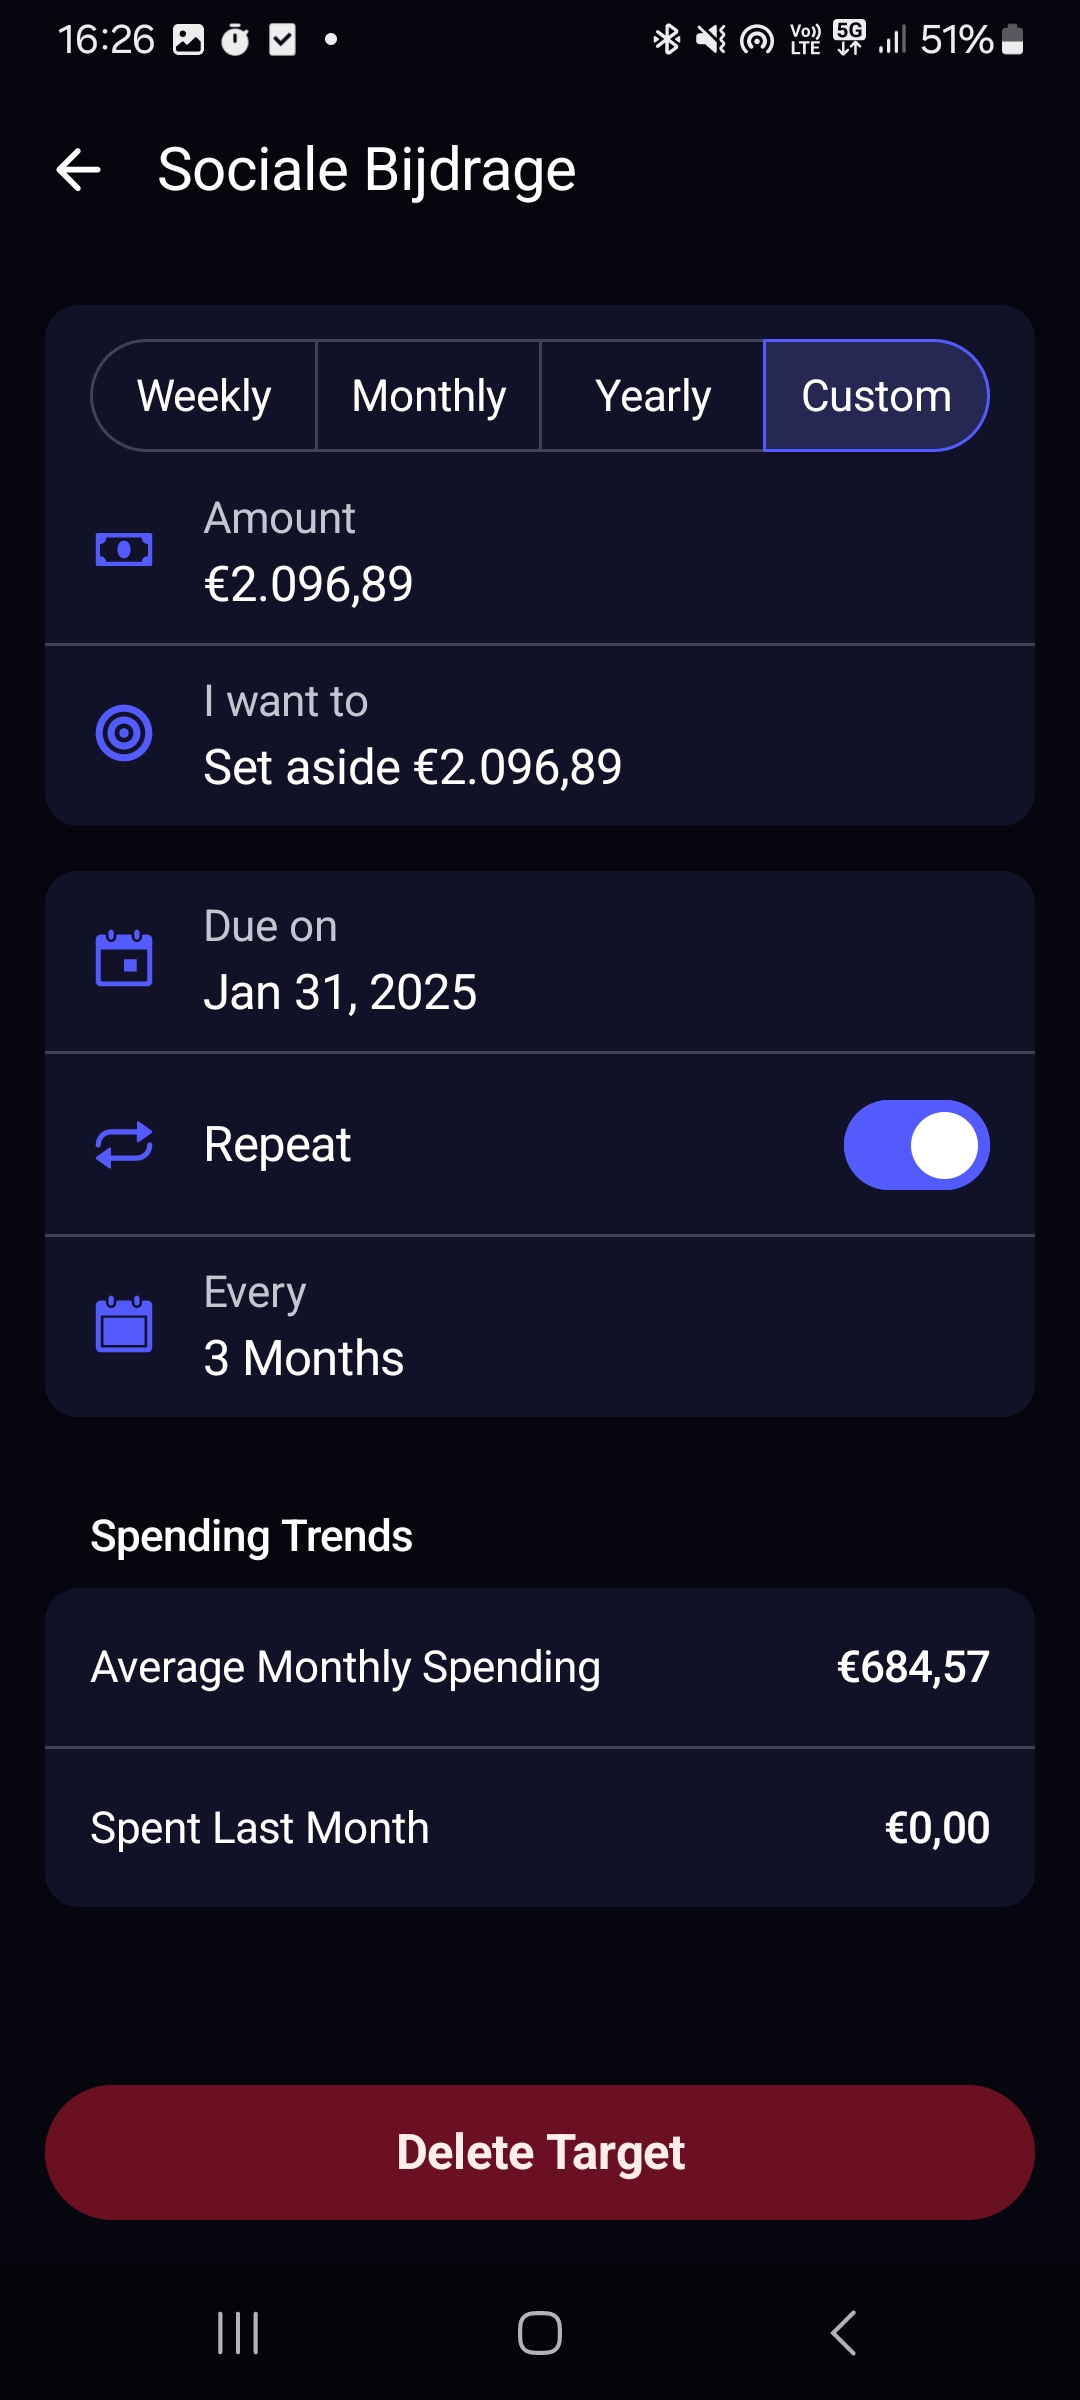 16:26
Vo))
LTE
5G
51%
Sociale Bijdrage
Weekly
Monthly
Yearly
Custom
Amount
€2.096,89
I want to
Set aside €2.096,89
Due on
Jan 31, 2025
Repeat
Every
3 Months
Spending Trends
Average Monthly Spending
€684,57
Spent Last Month
€0,00
Delete Target